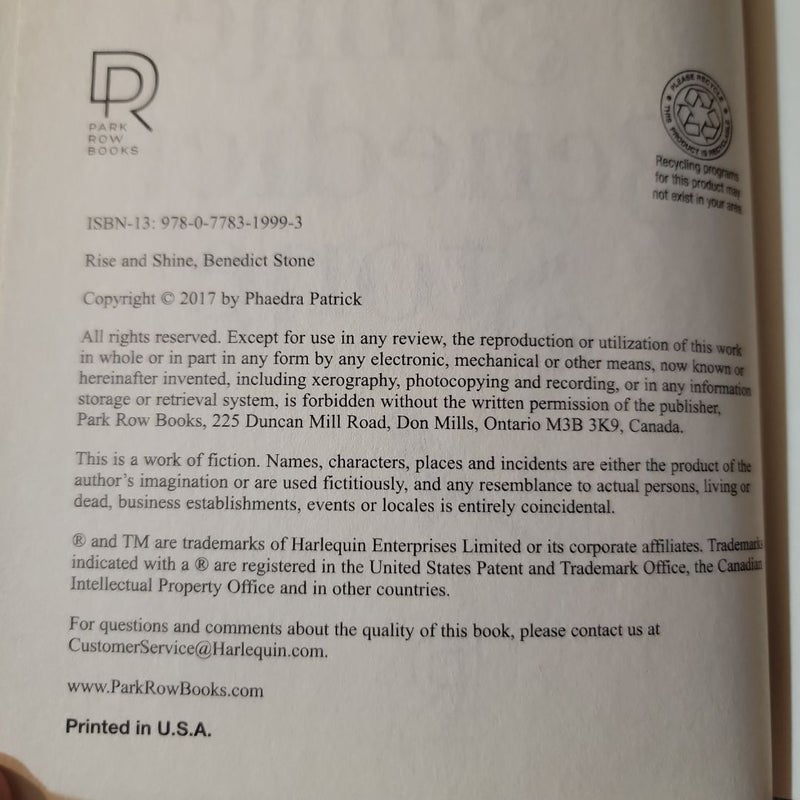 PARK
ROW
BOOKS
PLEASE RECYCLE
THIS PRODUCT IS RECYCLABLE
Recycling programs
for this product may
not exist in your area.
ISBN-13: 978-0-7783-1999-3
Rise and Shine, Benedict Stone
Copyright © 2017 by Phaedra Patrick
All rights reserved. Except for use in any review, the reproduction or utilization of this work
in whole or in part in any form by any electronic, mechanical or other means, now known or
hereinafter invented, including xerography, photocopying and recording, or in any information
storage or retrieval system, is forbidden without the written permission of the publisher,
Park Row Books, 225 Duncan Mill Road, Don Mills, Ontario M3B 3K9, Canada.
This is a work of fiction. Names, characters, places and incidents are either the product of the
author's imagination or are used fictitiously, and any resemblance to actual persons, living or
dead, business establishments, events or locales is entirely coincidental.
® and TM are trademarks of Harlequin Enterprises Limited or its corporate affiliates. Trademarks
indicated with a ® are registered in the United States Patent and Trademark Office, the Canadian
Intellectual Property Office and in other countries.
For questions and comments about the quality of this book, please contact us at
CustomerService@Harlequin.com.
www.ParkRowBooks.com
Printed in U.S.A.